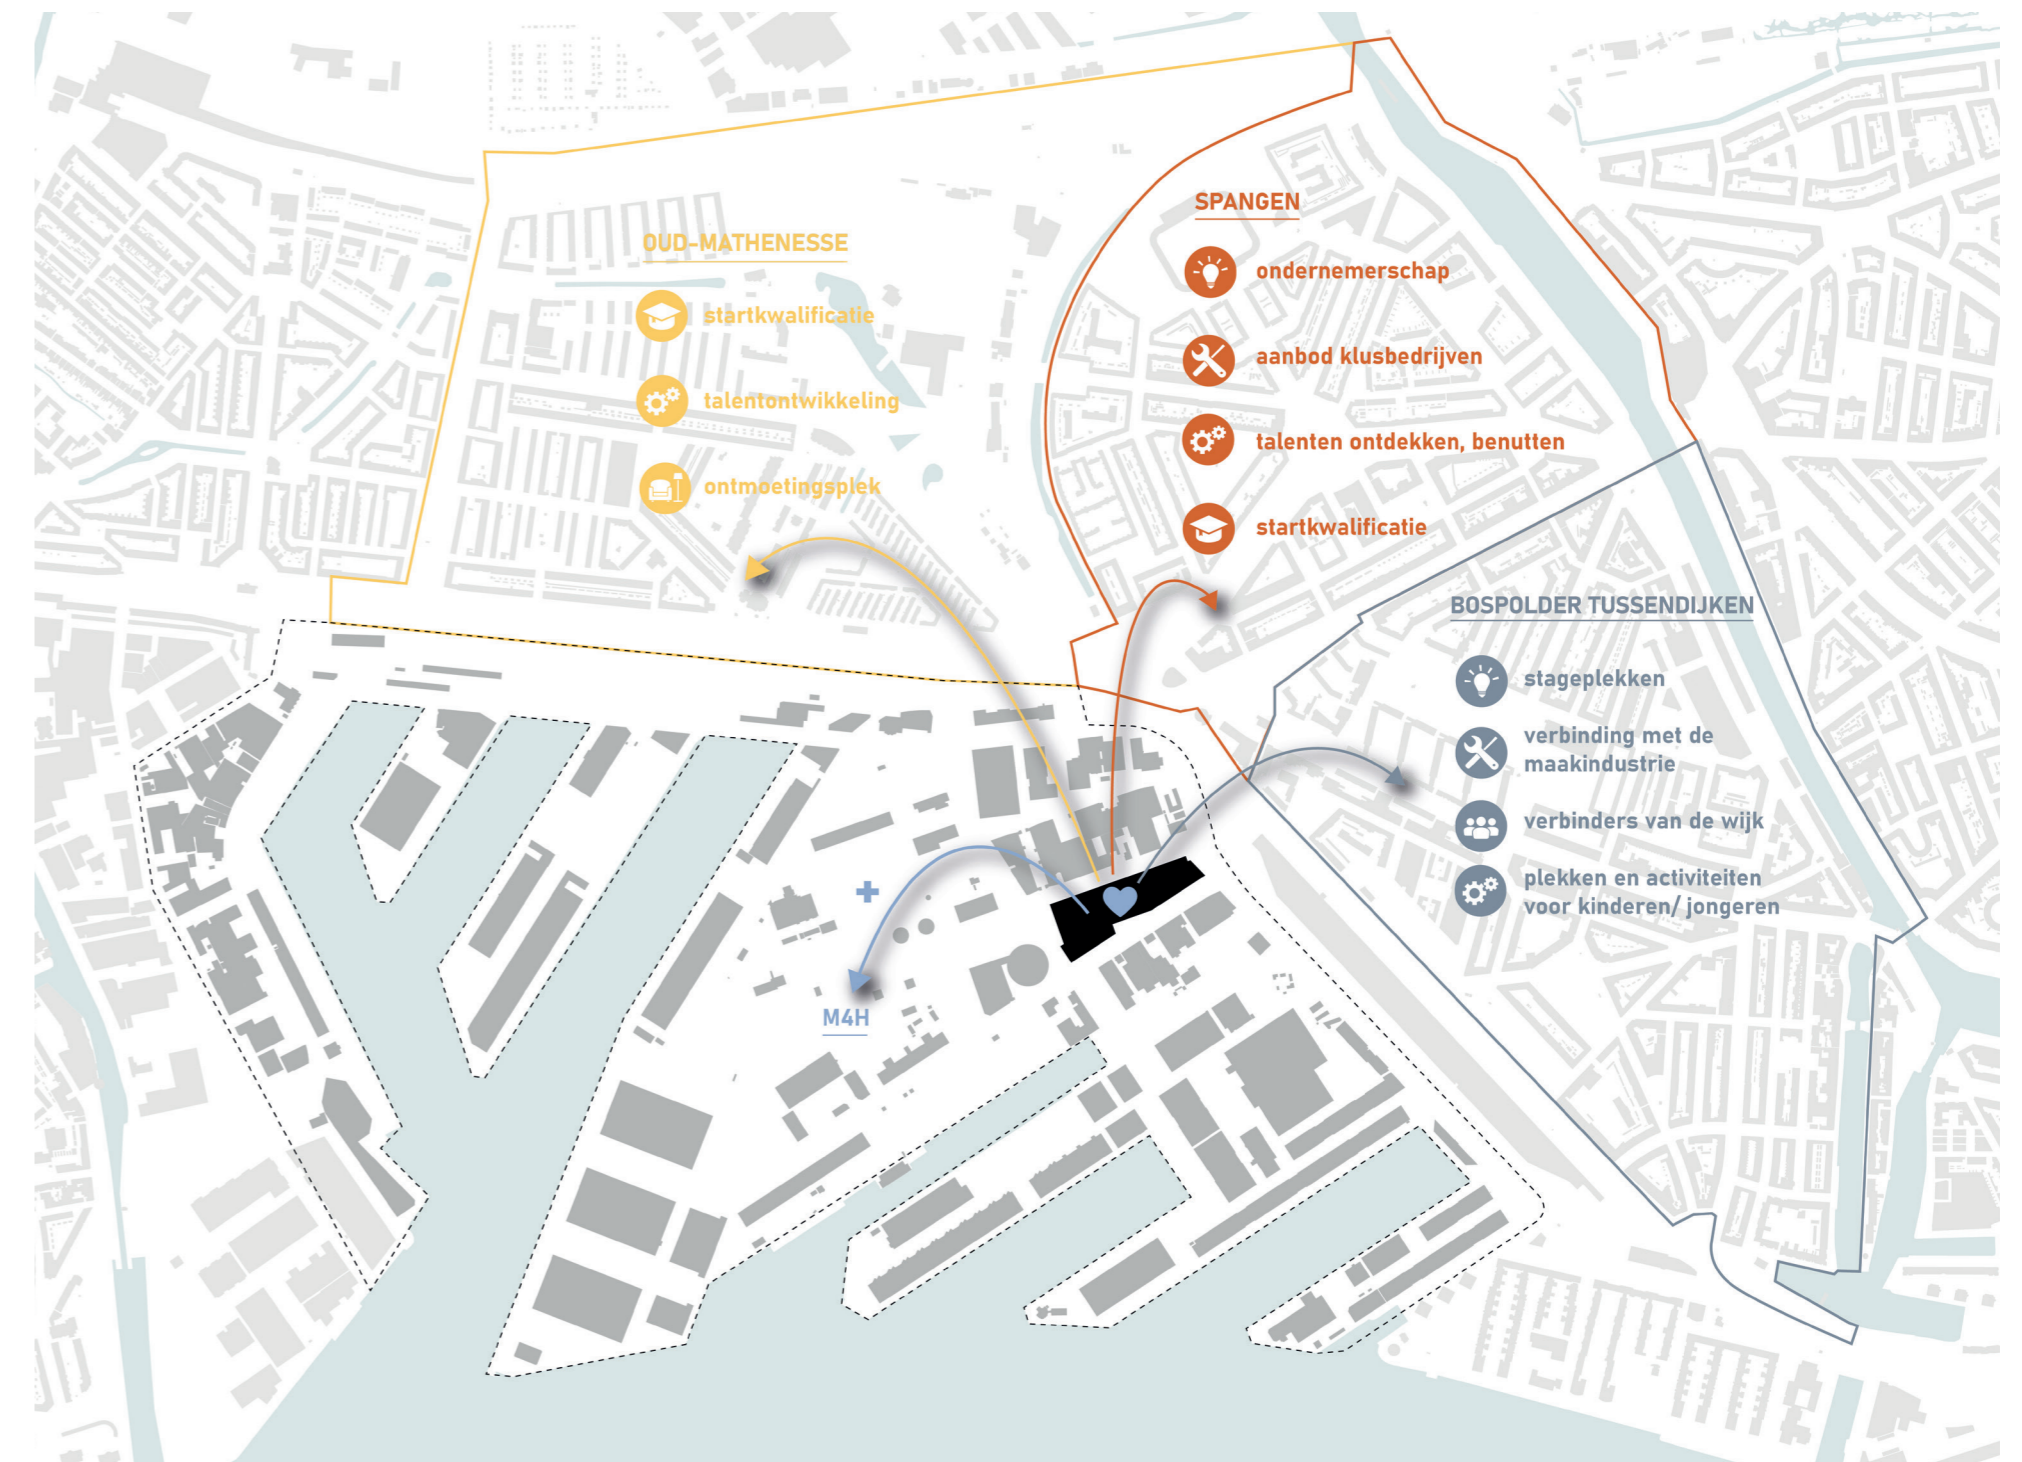 OUD-MATHENESSE
startkwalificatie
talentontwikkeling
ontmoetingsplek
SPANGEN
ondernemerschap
aanbod klusbedrijven
talenten ontdekken, benutten
startkwalificatie
BOSPOLDER TUSSENDIJKEN
stageplekken
verbinding met de
maakindustrie
verbinders van de wijk
plekken en activiteiten
voor kinderen/ jongeren
+
M4H